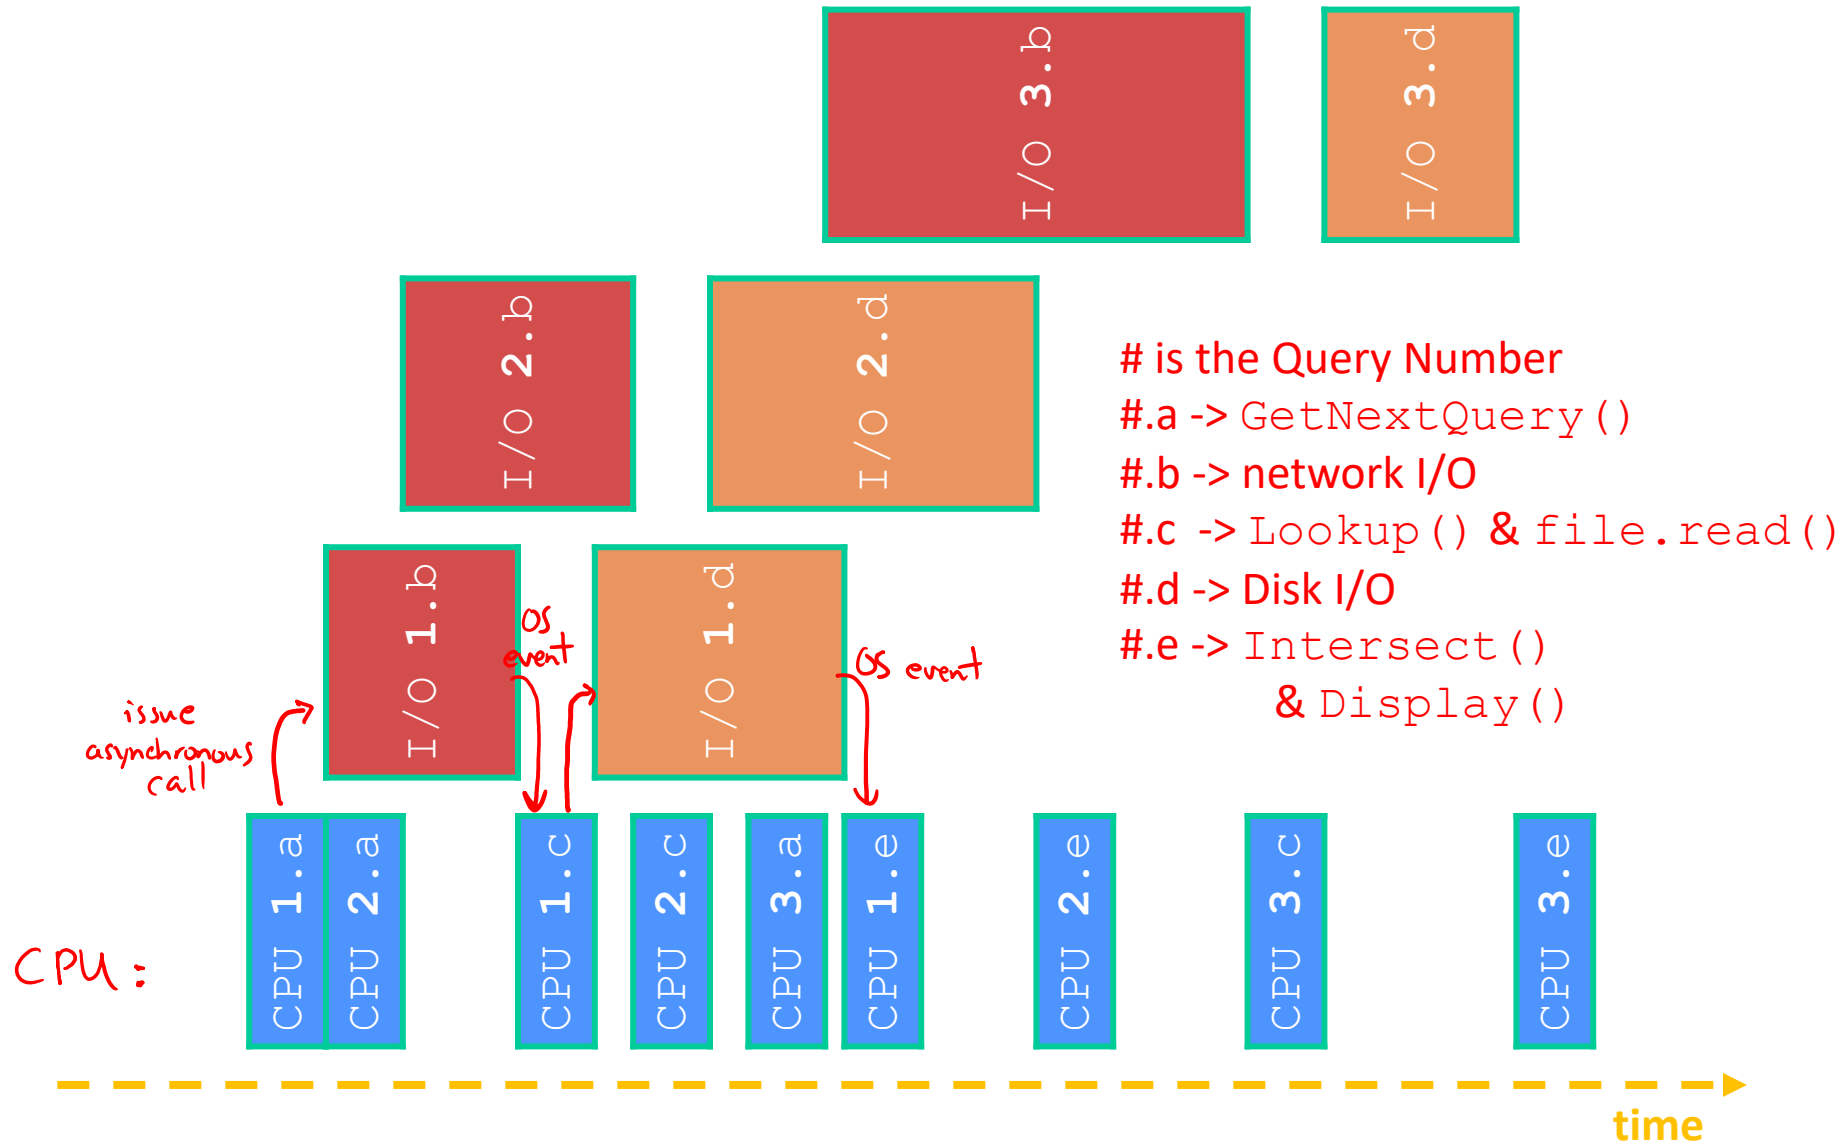 I/O 3.b
I/O 3.d
I/O 2.b
I/O 2.d
# is the Query Number
#.a -> GetNextQuery()
#.b -> network I/O
#.c -> Lookup() & file.read()
#.d -> Disk I/O
#.e -> Intersect()
& Display()
I/O 1.b
OS
event
I/O 1.d
OS event
issue
asynchronous
call
CPU:
CPU 1.a
CPU 2.a
CPU 1.c
CPU 2.c
CPU 3.a
CPU 1.e
CPU 2.e
CPU 3.c
CPU 3.e
time